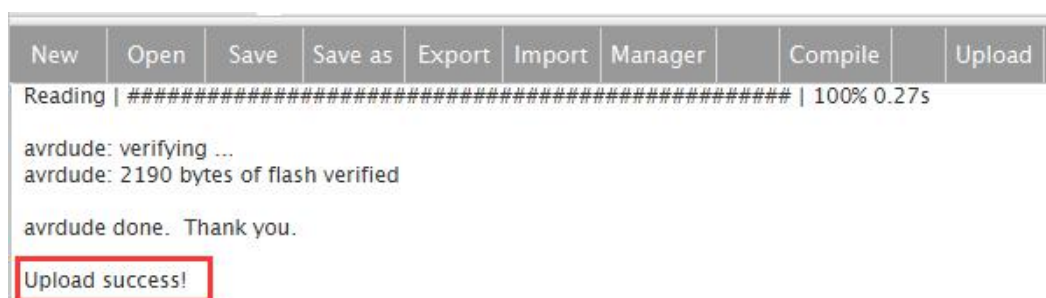 New Open Save Save as Export Import Manager Compile Upload
Reading | ################################################## | 100% 0.27s
avrdude: verifying ...
avrdude: 2190 bytes of flash verified
avrdude done.  Thank you.
Upload success!